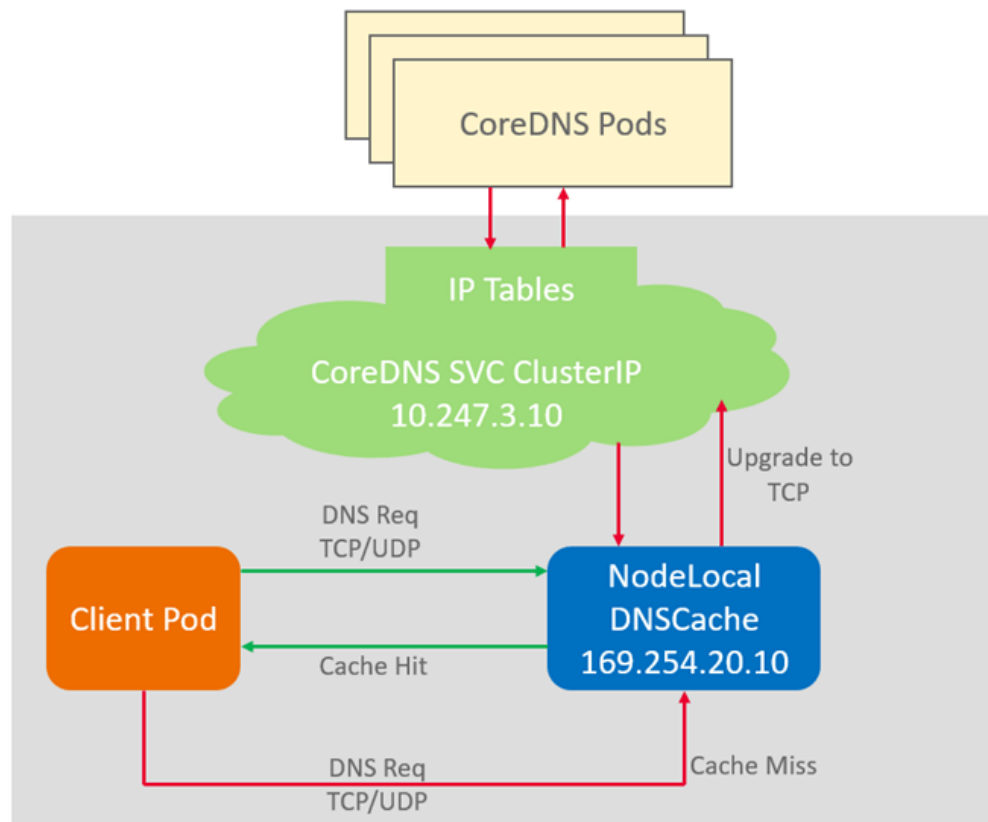 CoreDNS Pods
IP Tables
CoreDNS SVC ClusterIP
10.247.3.10
Upgrade to
TCP
DNS Req
TCP/UDP
Client Pod
NodeLocal
DNSCache
169.254.20.10
Cache Hit
DNS Req
TCP/UDP
Cache Miss